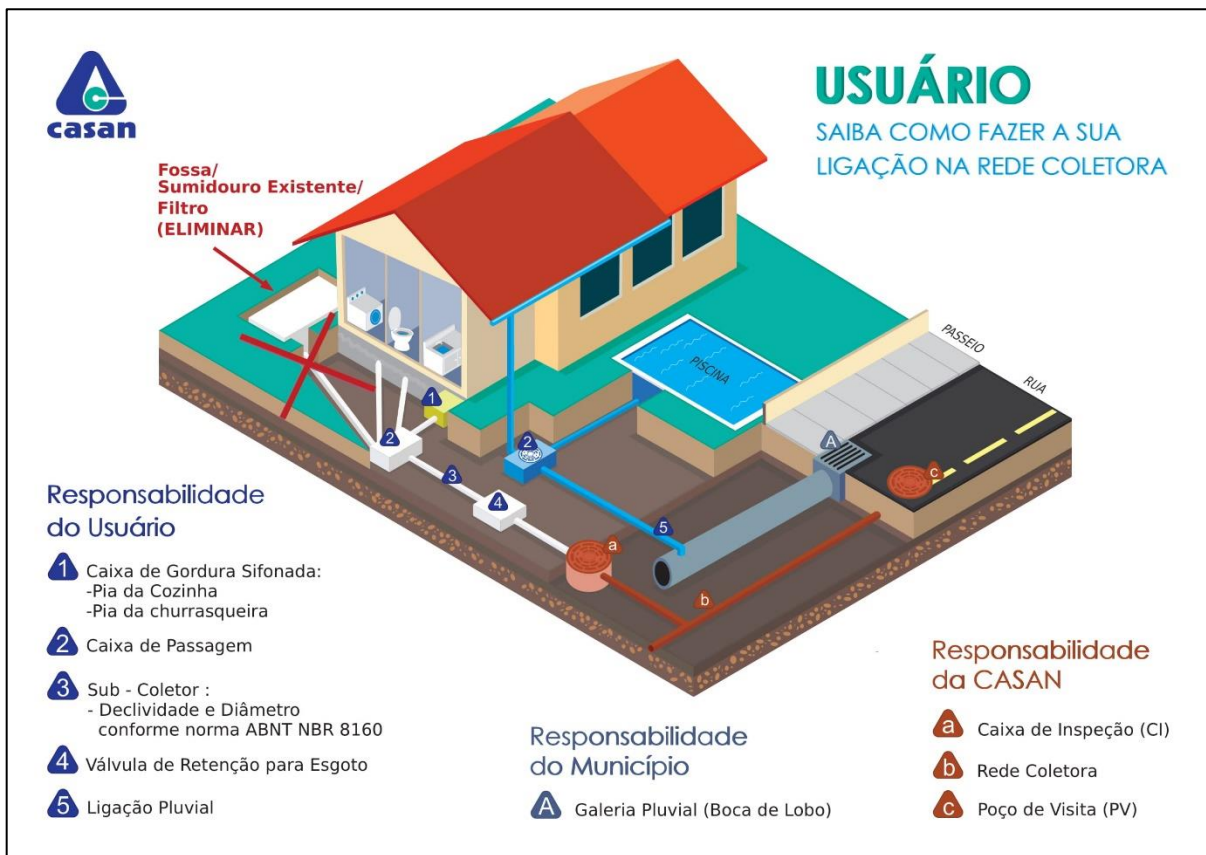 casan
USUÁRIO
SAIBA COMO FAZER A SUA
LIGAÇÃO NA REDE COLETORA
Fossa/
Sumidouro Existente/
Filtro
(ELIMINAR)
PISCINA
PASSEIO
RUA
1
2
2
3
4
5
A
a
b
c
Responsabilidade
do Usuário
1 Caixa de Gordura Sifonada:
-Pia da Cozinha
-Pia da churrasqueira
2 Caixa de Passagem
3 Sub - Coletor :
- Declividade e Diâmetro
conforme norma ABNT NBR 8160
4 Válvula de Retenção para Esgoto
5 Ligação Pluvial
Responsabilidade
do Município
A Galeria Pluvial (Boca de Lobo)
Responsabilidade
da CASAN
a Caixa de Inspeção (CI)
b Rede Coletora
c Poço de Visita (PV)